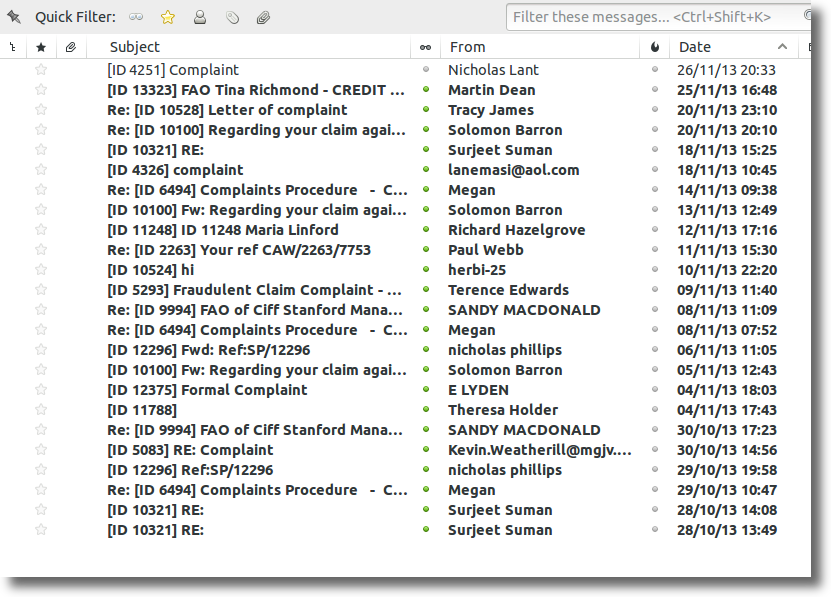 Quick Filter: Filter these messages... <Ctrl+Shift+K>
Subject From Date
[ID 4251] Complaint Nicholas Lant 26/11/13 20:33
[ID 13323] FAO Tina Richmond - CREDIT ... Martin Dean 25/11/13 16:48
Re: [ID 10528] Letter of complaint Tracy James 20/11/13 23:10
Re: [ID 10100] Regarding your claim agai... Solomon Barron 20/11/13 20:10
[ID 10321] RE: Surjeet Suman 18/11/13 15:25
[ID 4326] complaint lanemasi@aol.com 18/11/13 10:45
Re: [ID 6494] Complaints Procedure - C... Megan 14/11/13 09:38
[ID 10100] Fw: Regarding your claim agai... Solomon Barron 13/11/13 12:49
[ID 11248] ID 11248 Maria Linford Richard Hazelgrove 12/11/13 17:16
Re: [ID 2263] Your ref CAW/2263/7753 Paul Webb 11/11/13 15:30
[ID 10524] hi herbi-25 10/11/13 22:20
[ID 5293] Fraudulent Claim Complaint - ... Terence Edwards 09/11/13 11:40
Re: [ID 9994] FAO of Ciff Stanford Mana... SANDY MACDONALD 08/11/13 11:09
Re: [ID 6494] Complaints Procedure - C... Megan 08/11/13 07:52
[ID 12296] Fwd: Ref:SP/12296 nicholas phillips 06/11/13 11:05
[ID 10100] Fw: Regarding your claim agai... Solomon Barron 05/11/13 12:43
[ID 12375] Formal Complaint E LYDEN 04/11/13 18:03
[ID 11788] Theresa Holder 04/11/13 17:43
Re: [ID 9994] FAO of Ciff Stanford Mana... SANDY MACDONALD 30/10/13 17:23
[ID 5083] RE: Complaint Kevin.Weatherill@mgjv.... 30/10/13 14:56
[ID 12296] Ref:SP/12296 nicholas phillips 29/10/13 19:58
Re: [ID 6494] Complaints Procedure - C... Megan 29/10/13 10:47
[ID 10321] RE: Surjeet Suman 28/10/13 14:08
[ID 10321] RE: Surjeet Suman 28/10/13 13:49